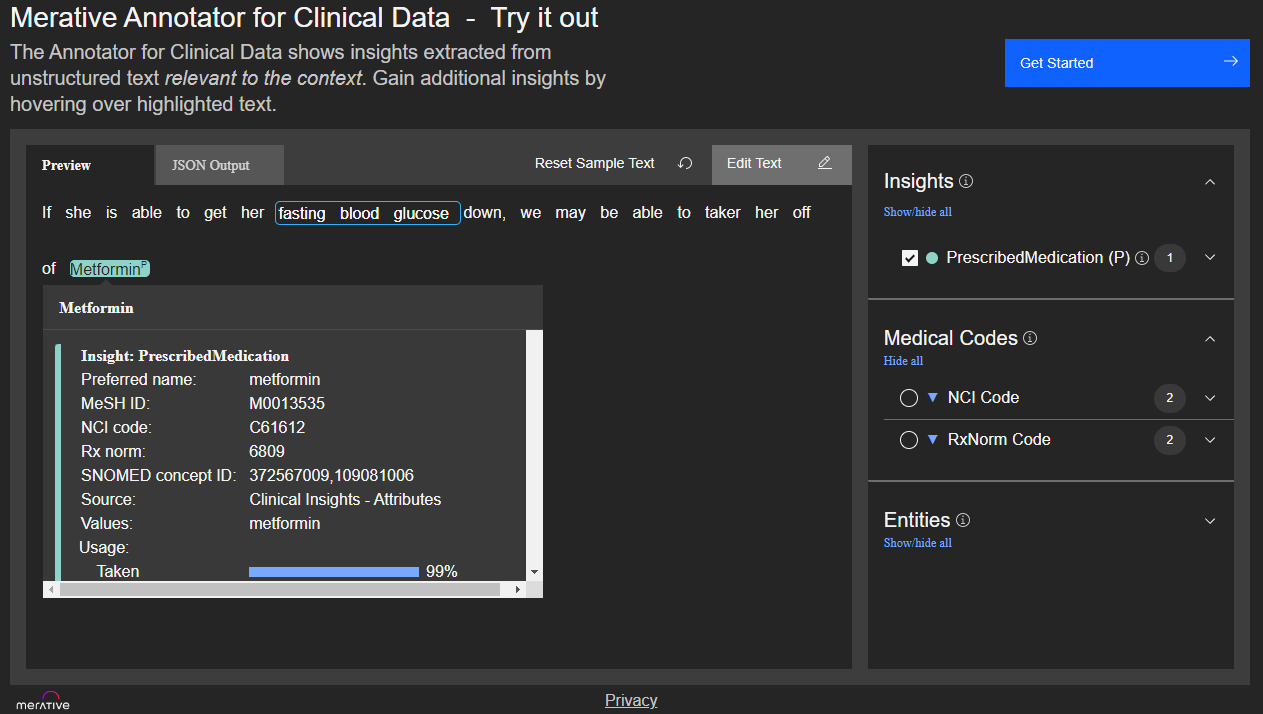 Merative Annotator for Clinical Data - Try it out
The Annotator for Clinical Data shows insights extracted from
unstructured text relevant to the context. Gain additional insights by
hovering over highlighted text.
Get Started
Preview
JSON Output
Reset Sample Text
Edit Text
If she is able to get her fasting blood glucose down, we may be able to taker her off
of Metformin P
Metformin
Insight: PrescribedMedication
Preferred name: metformin
MeSH ID: M0013535
NCI code: C61612
Rx norm: 6809
SNOMED concept ID: 372567009,109081006
Source: Clinical Insights - Attributes
Values: metformin
Usage:
Taken 99%
Insights
Show/hide all
PrescribedMedication (P) 1
Medical Codes
Hide all
NCI Code 2
RxNorm Code 2
Entities
Show/hide all
merative
Privacy